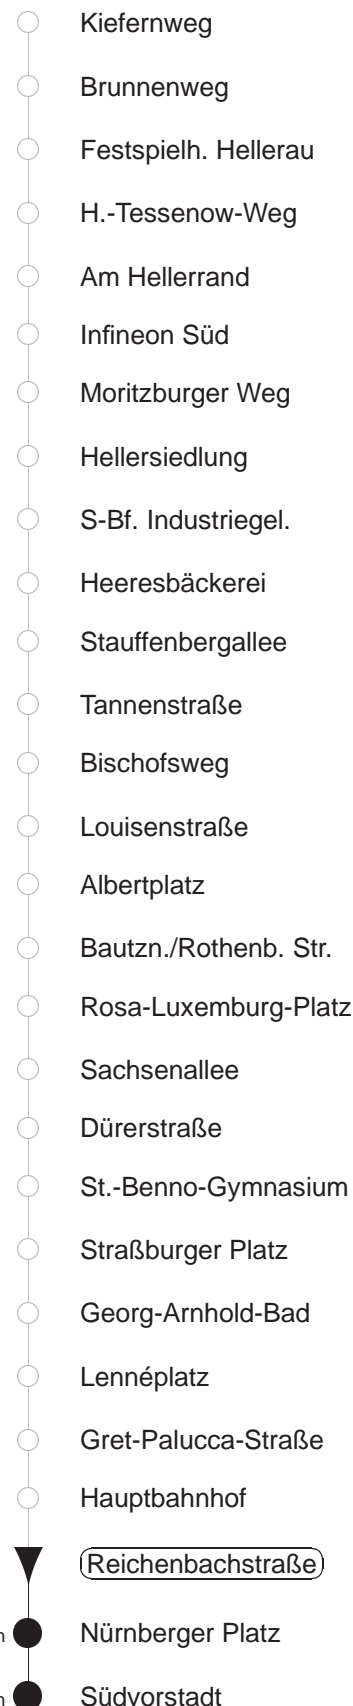 Kiefernweg
Brunnenweg
Festspielh. Hellerau
H.-Tessenow-Weg
Am Hellerrand
Infineon Süd
Moritzburger Weg
Hellersiedlung
S-Bf. Industriegel.
Heeresbäckerei
Stauffenbergallee
Tannenstraße
Bischofsweg
Louisenstraße
Albertplatz
Bautzn./Rothenb. Str.
Rosa-Luxemburg-Platz
Sachsenallee
Dürerstraße
St.-Benno-Gymnasium
Straßburger Platz
Georg-Arnhold-Bad
Lennéplatz
Gret-Palucca-Straße
Hauptbahnhof
Reichenbachstraße
Nürnberger Platz
Südvorstadt